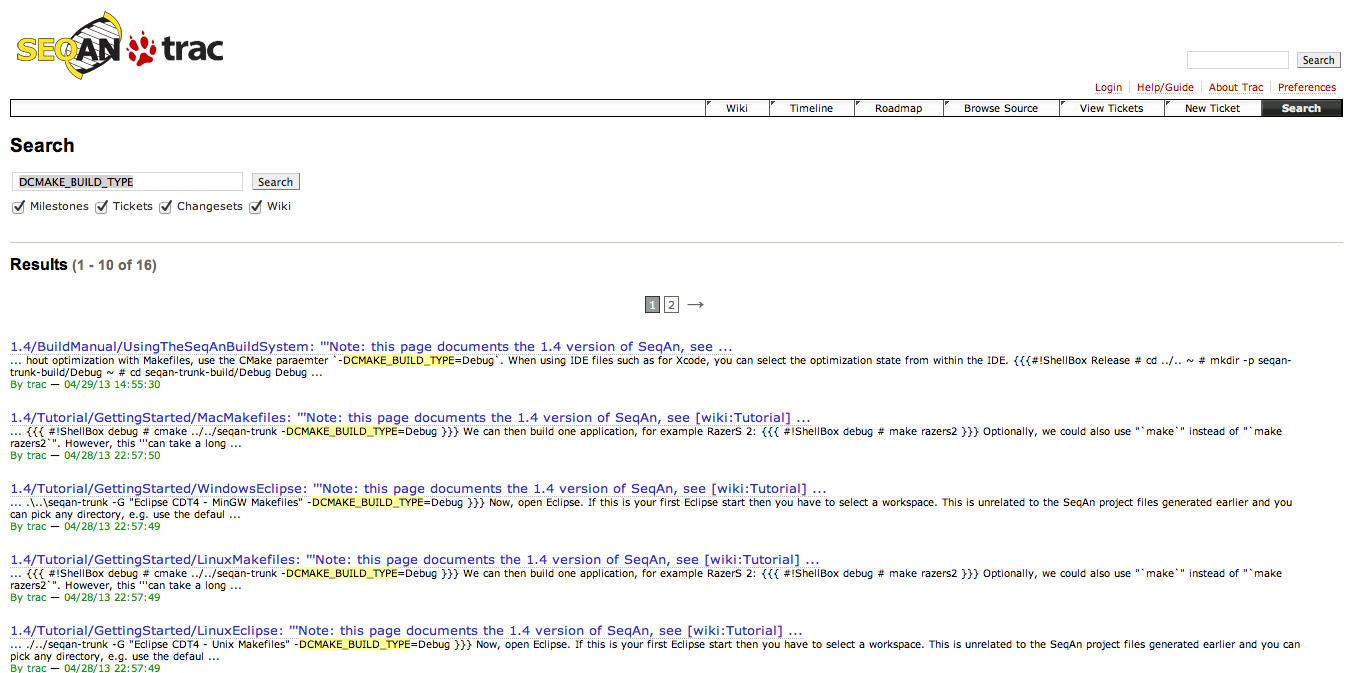 SEQAN trac
Search
Login Help/Guide About Trac Preferences
Wiki Timeline Roadmap Browse Source View Tickets New Ticket Search
Search
DCMAKE_BUILD_TYPE Search
Milestones Tickets Changesets Wiki
Results (1 - 10 of 16)
1 2 →
1.4/BuildManual/UsingTheSeqAnBuildSystem: '''Note: this page documents the 1.4 version of SeqAn, see ...
... hout optimization with Makefiles, use the CMake paraemter `-DCMAKE_BUILD_TYPE=Debug`. When using IDE files such as for Xcode, you can select the optimization state from within the IDE. {{{#!ShellBox Release # cd ../.. ~ # mkdir -p seqan-
trunk-build/Debug ~ # cd seqan-trunk-build/Debug Debug ...
By trac — 04/29/13 14:55:30
1.4/Tutorial/GettingStarted/MacMakefiles: '''Note: this page documents the 1.4 version of SeqAn, see [wiki:Tutorial] ...
... {{{ #!ShellBox debug # cmake ../../seqan-trunk -DCMAKE_BUILD_TYPE=Debug }}} We can then build one application, for example RazerS 2: {{{ #!ShellBox debug # make razers2 }}} Optionally, we could also use "`make`" instead of "`make
razers2`". However, this '''can take a long ...
By trac — 04/28/13 22:57:50
1.4/Tutorial/GettingStarted/WindowsEclipse: '''Note: this page documents the 1.4 version of SeqAn, see [wiki:Tutorial] ...
... .\..\seqan-trunk -G "Eclipse CDT4 - MinGW Makefiles" -DCMAKE_BUILD_TYPE=Debug }}} Now, open Eclipse. If this is your first Eclipse start then you have to select a workspace. This is unrelated to the SeqAn project files generated earlier and you
can pick any directory, e.g. use the defaul ...
By trac — 04/28/13 22:57:49
1.4/Tutorial/GettingStarted/LinuxMakefiles: '''Note: this page documents the 1.4 version of SeqAn, see [wiki:Tutorial] ...
... {{{ #!ShellBox debug # cmake ../../seqan-trunk -DCMAKE_BUILD_TYPE=Debug }}} We can then build one application, for example RazerS 2: {{{ #!ShellBox debug # make razers2 }}} Optionally, we could also use "`make`" instead of "`make
razers2`". However, this '''can take a long ...
By trac — 04/28/13 22:57:49
1.4/Tutorial/GettingStarted/LinuxEclipse: '''Note: this page documents the 1.4 version of SeqAn, see [wiki:Tutorial] ...
... ./../seqan-trunk -G "Eclipse CDT4 - Unix Makefiles" -DCMAKE_BUILD_TYPE=Debug }}} Now, open Eclipse. If this is your first Eclipse start then you have to select a workspace. This is unrelated to the SeqAn project files generated earlier and you can
pick any directory, e.g. use the defaul ...
By trac — 04/28/13 22:57:49